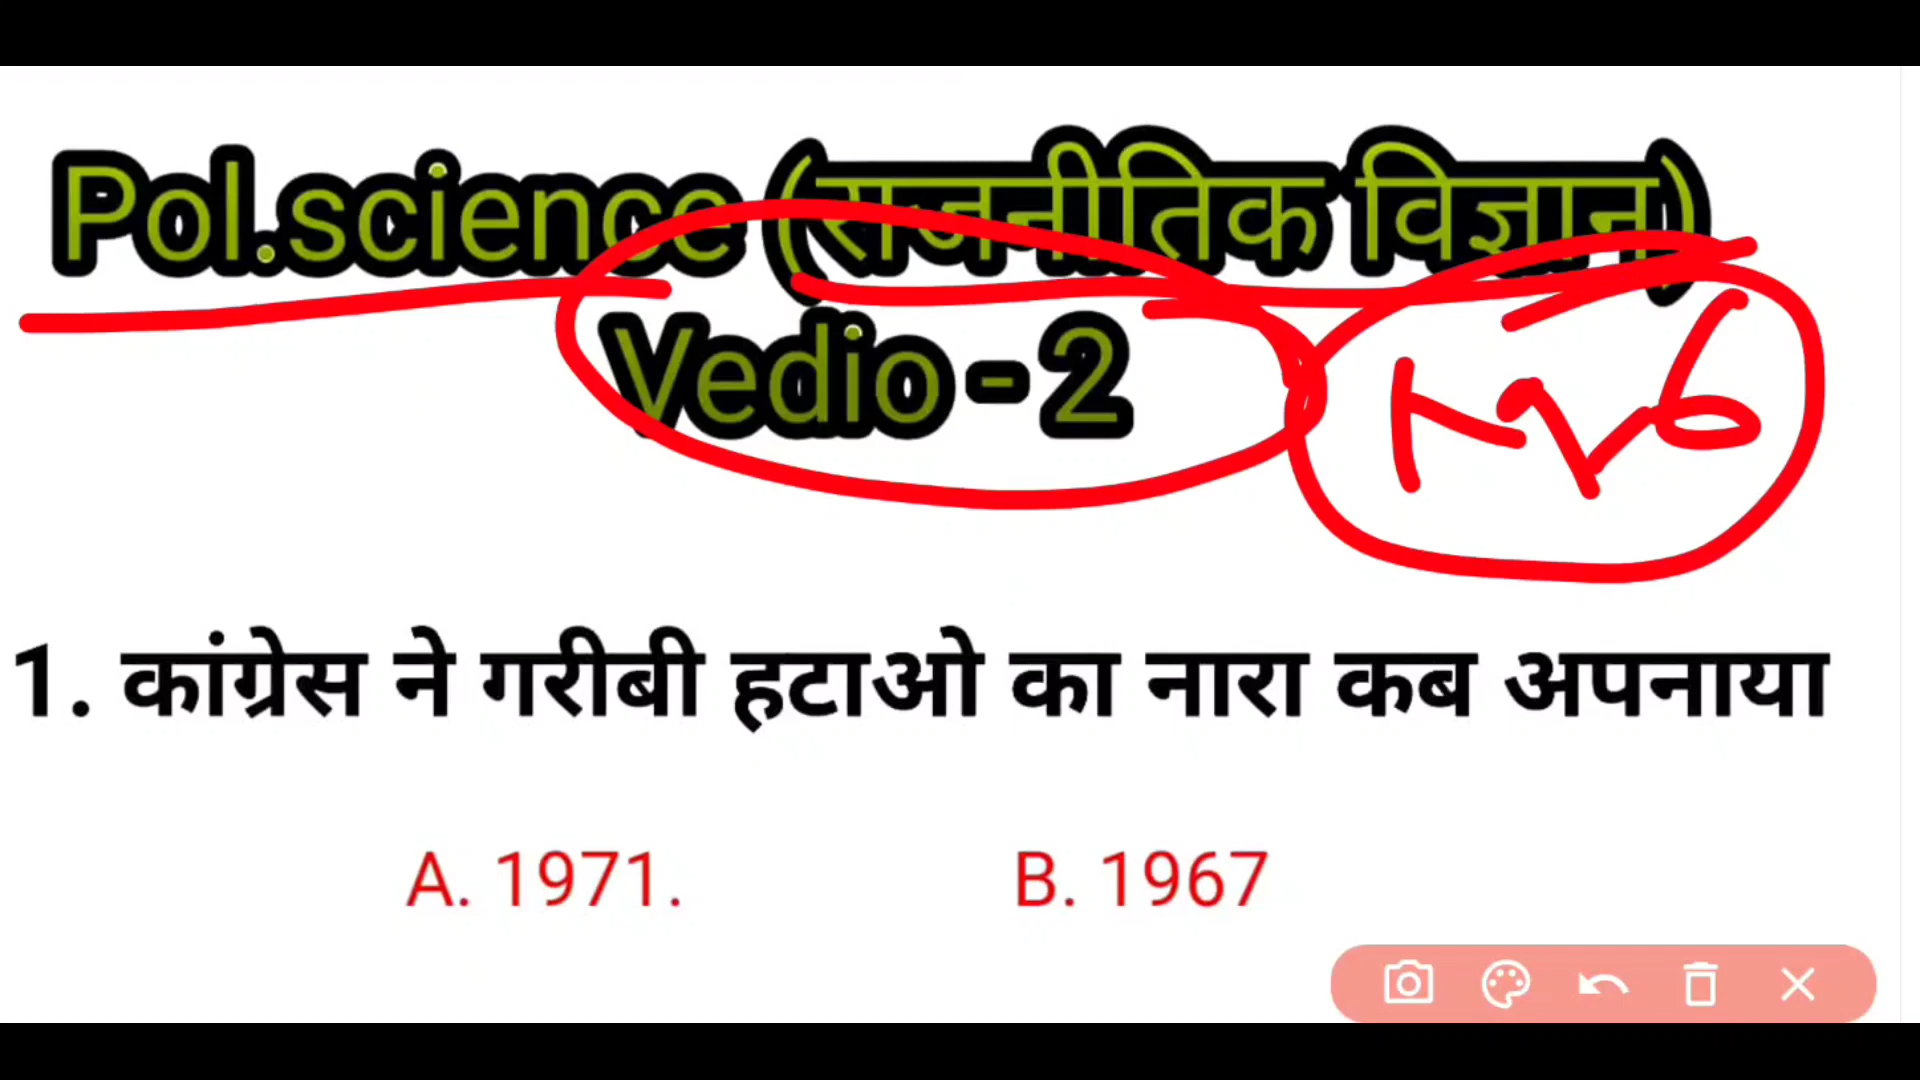 Pol.science (राजनीतिक विज्ञान)
Vedio - 2
1. कांग्रेस ने गरीबी हटाओ का नारा कब अपनाया
A. 1971. B. 1967